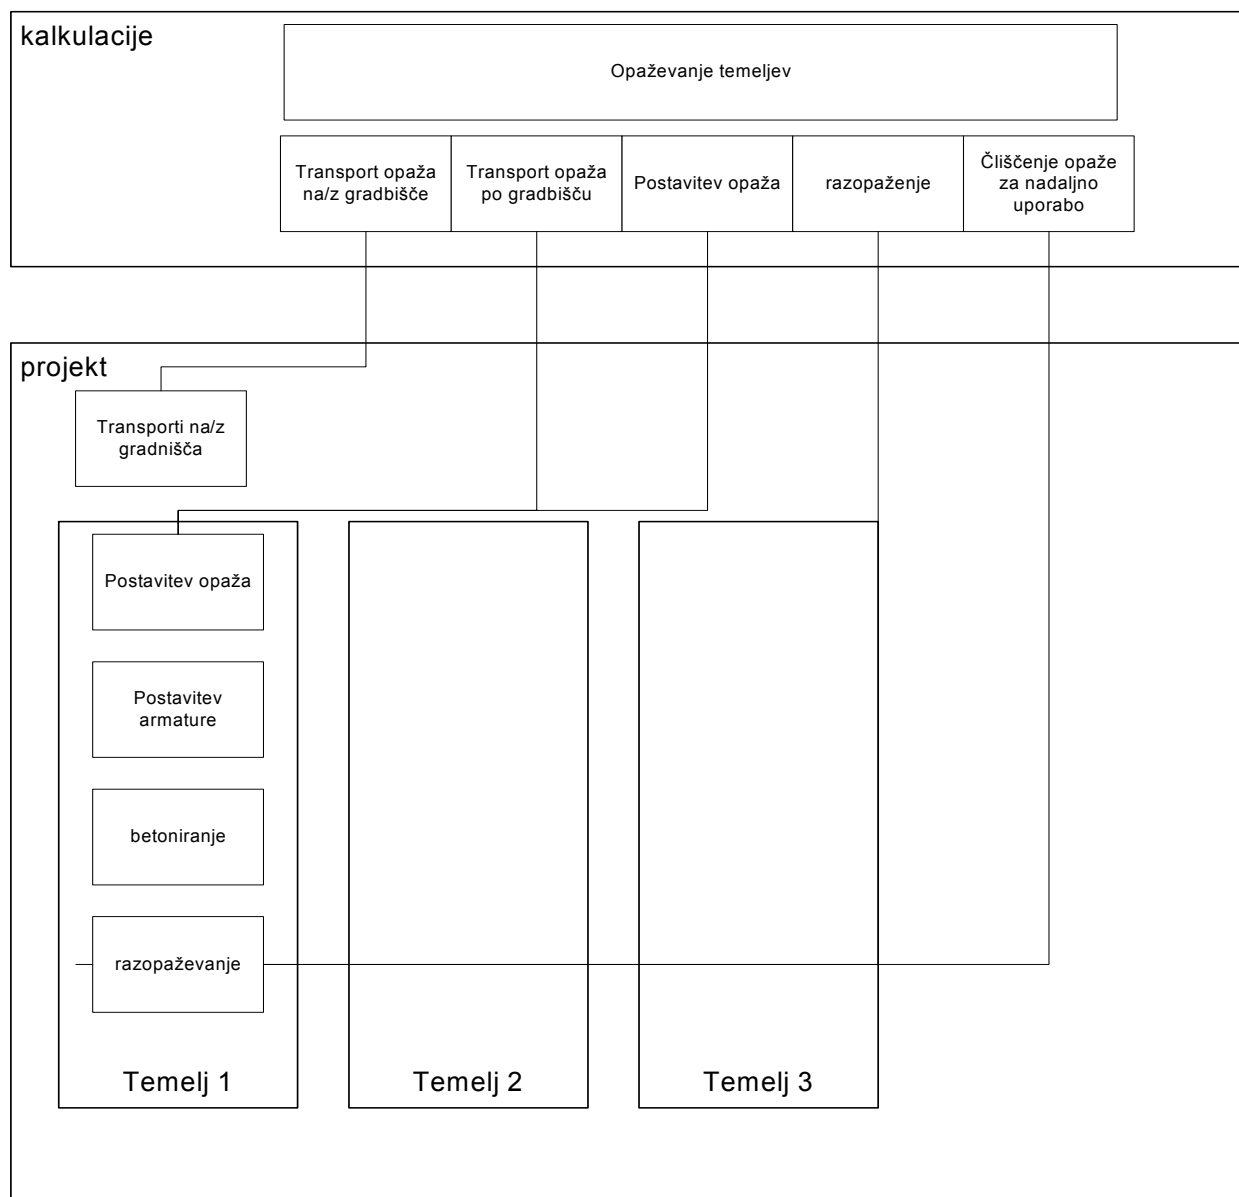 kalkulacije
Opaževanje temeljev
Transport opaža
na/z gradbišče
Transport opaža
po gradbišču
Postavitev opaža
razopaženje
Čliščenje opaže
za nadaljno
uporabo
projekt
Transporti na/z
gradnišča
Postavitev opaža
Postavitev
armature
betoniranje
razopaževanje
Temelj 1
Temelj 2
Temelj 3